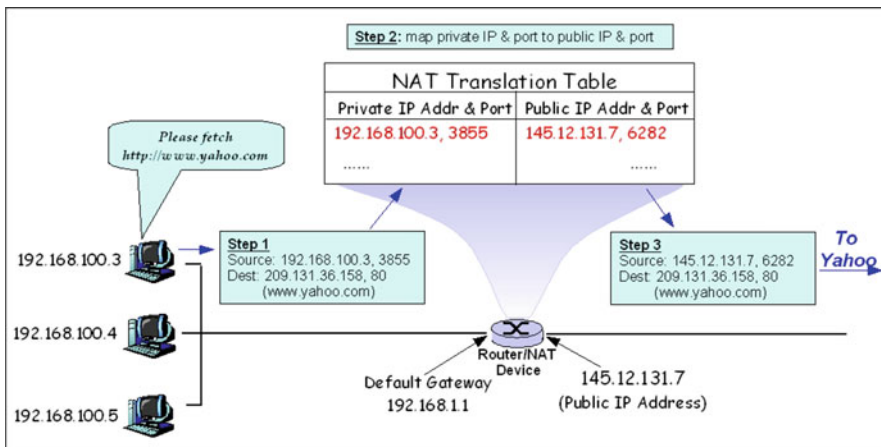 Step 2: map private IP & port to public IP & port
NAT Translation Table
Private IP Addr & Port
Public IP Addr & Port
192.168.100.3, 3855
145.12.131.7, 6282
......
......
Please fetch
http://www.yahoo.com
192.168.100.3
Step 1
Source: 192.168.100.3, 3855
Dest: 209.131.36.158, 80
(www.yahoo.com)
Step 3
Source: 145.12.131.7, 6282
Dest: 209.131.36.158, 80
(www.yahoo.com)
To
Yahoo
192.168.100.4
Router/NAT
Device
Default Gateway
192.168.1.1
145.12.131.7
(Public IP Address)
192.168.100.5